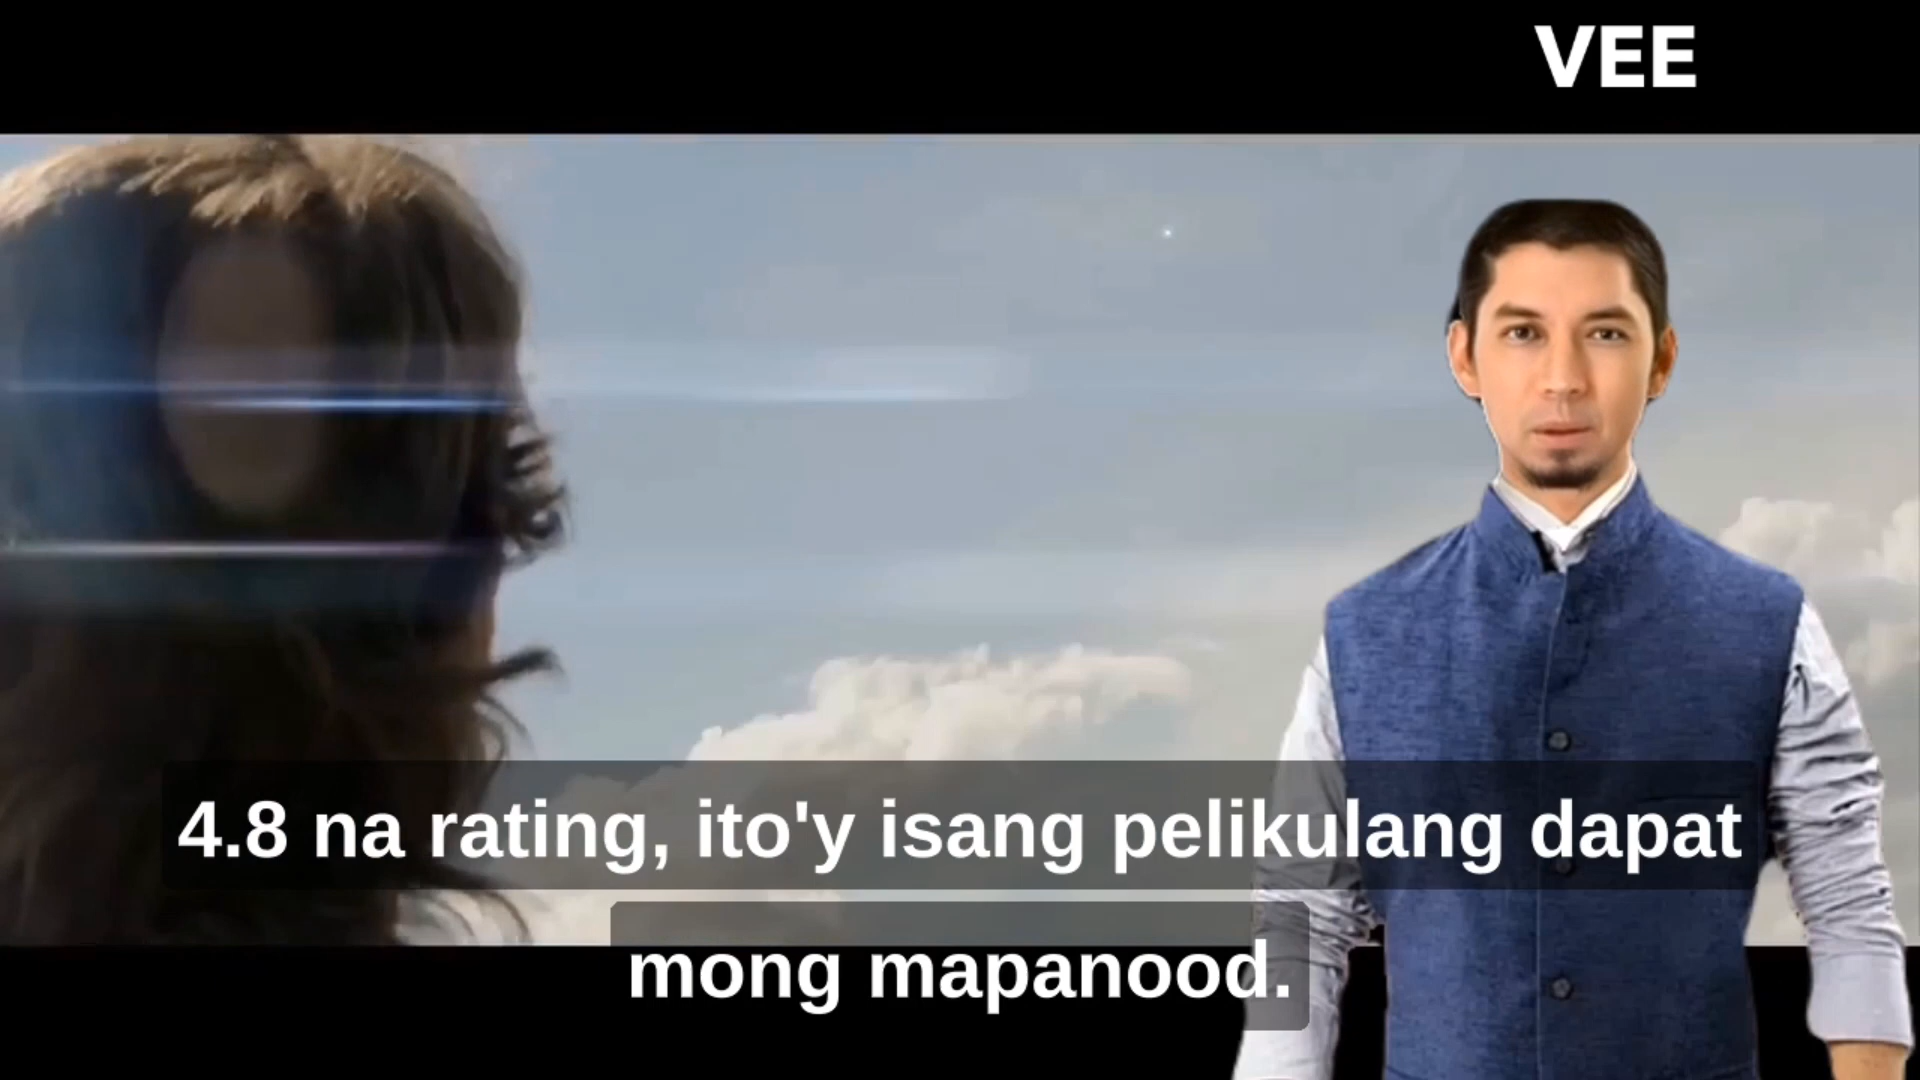 VEE
4.8 na rating, ito'y isang pelikulang dapat
mong mapanood.